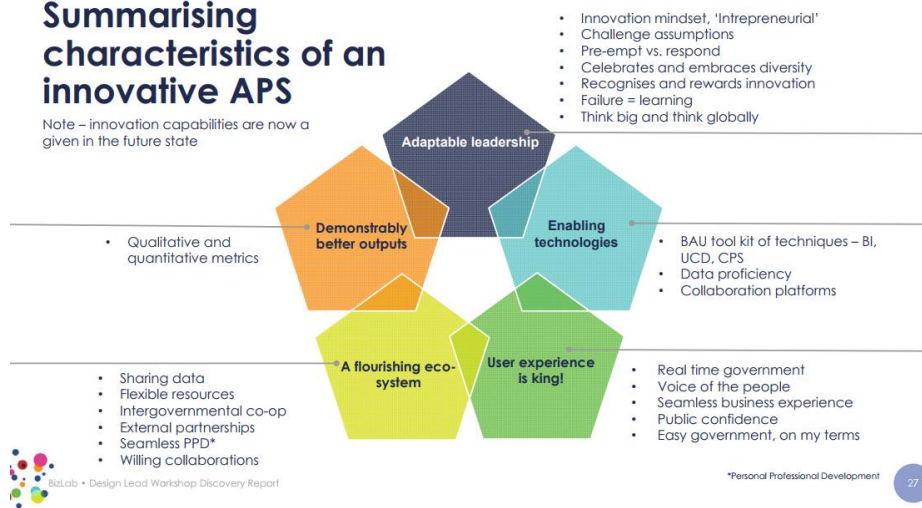 Summarising
characteristics of an
innovative APS
Note – innovation capabilities are now a
given in the future state
• Innovation mindset, 'Intrepreneurial'
• Challenge assumptions
• Pre-empt vs. respond
• Celebrates and embraces diversity
• Recognises and rewards innovation
• Failure = learning
• Think big and think globally
Adaptable leadership
Demonstrably
better outputs
• Qualitative and
quantitative metrics
Enabling
technologies
• BAU tool kit of techniques – BI,
UCD, CPS
• Data proficiency
• Collaboration platforms
A flourishing eco-
system
• Sharing data
• Flexible resources
• Intergovernmental co-op
• External partnerships
• Seamless PPD*
• Willing collaborations
User experience
is king!
• Real time government
• Voice of the people
• Seamless business experience
• Public confidence
• Easy government, on my terms
BizLab • Design Lead Workshop Discovery Report
*Personal Professional Development
27